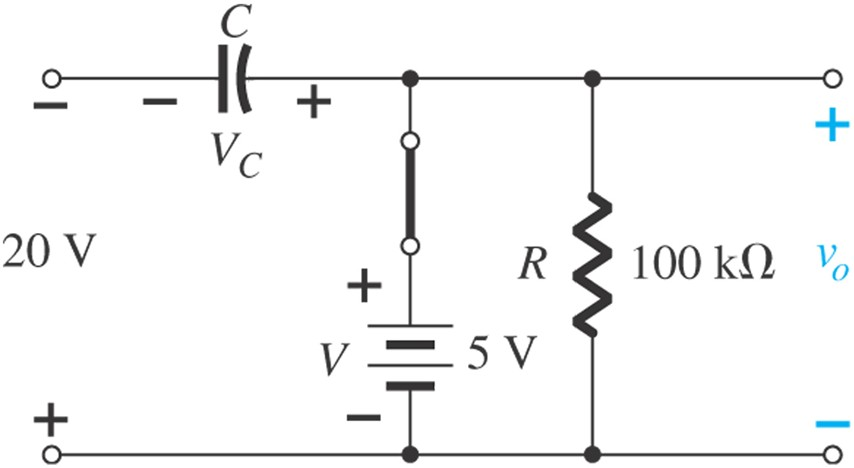 C
− − + +
V_C
20 V
+
R 100 kΩ v_o
V 5 V
+ − −